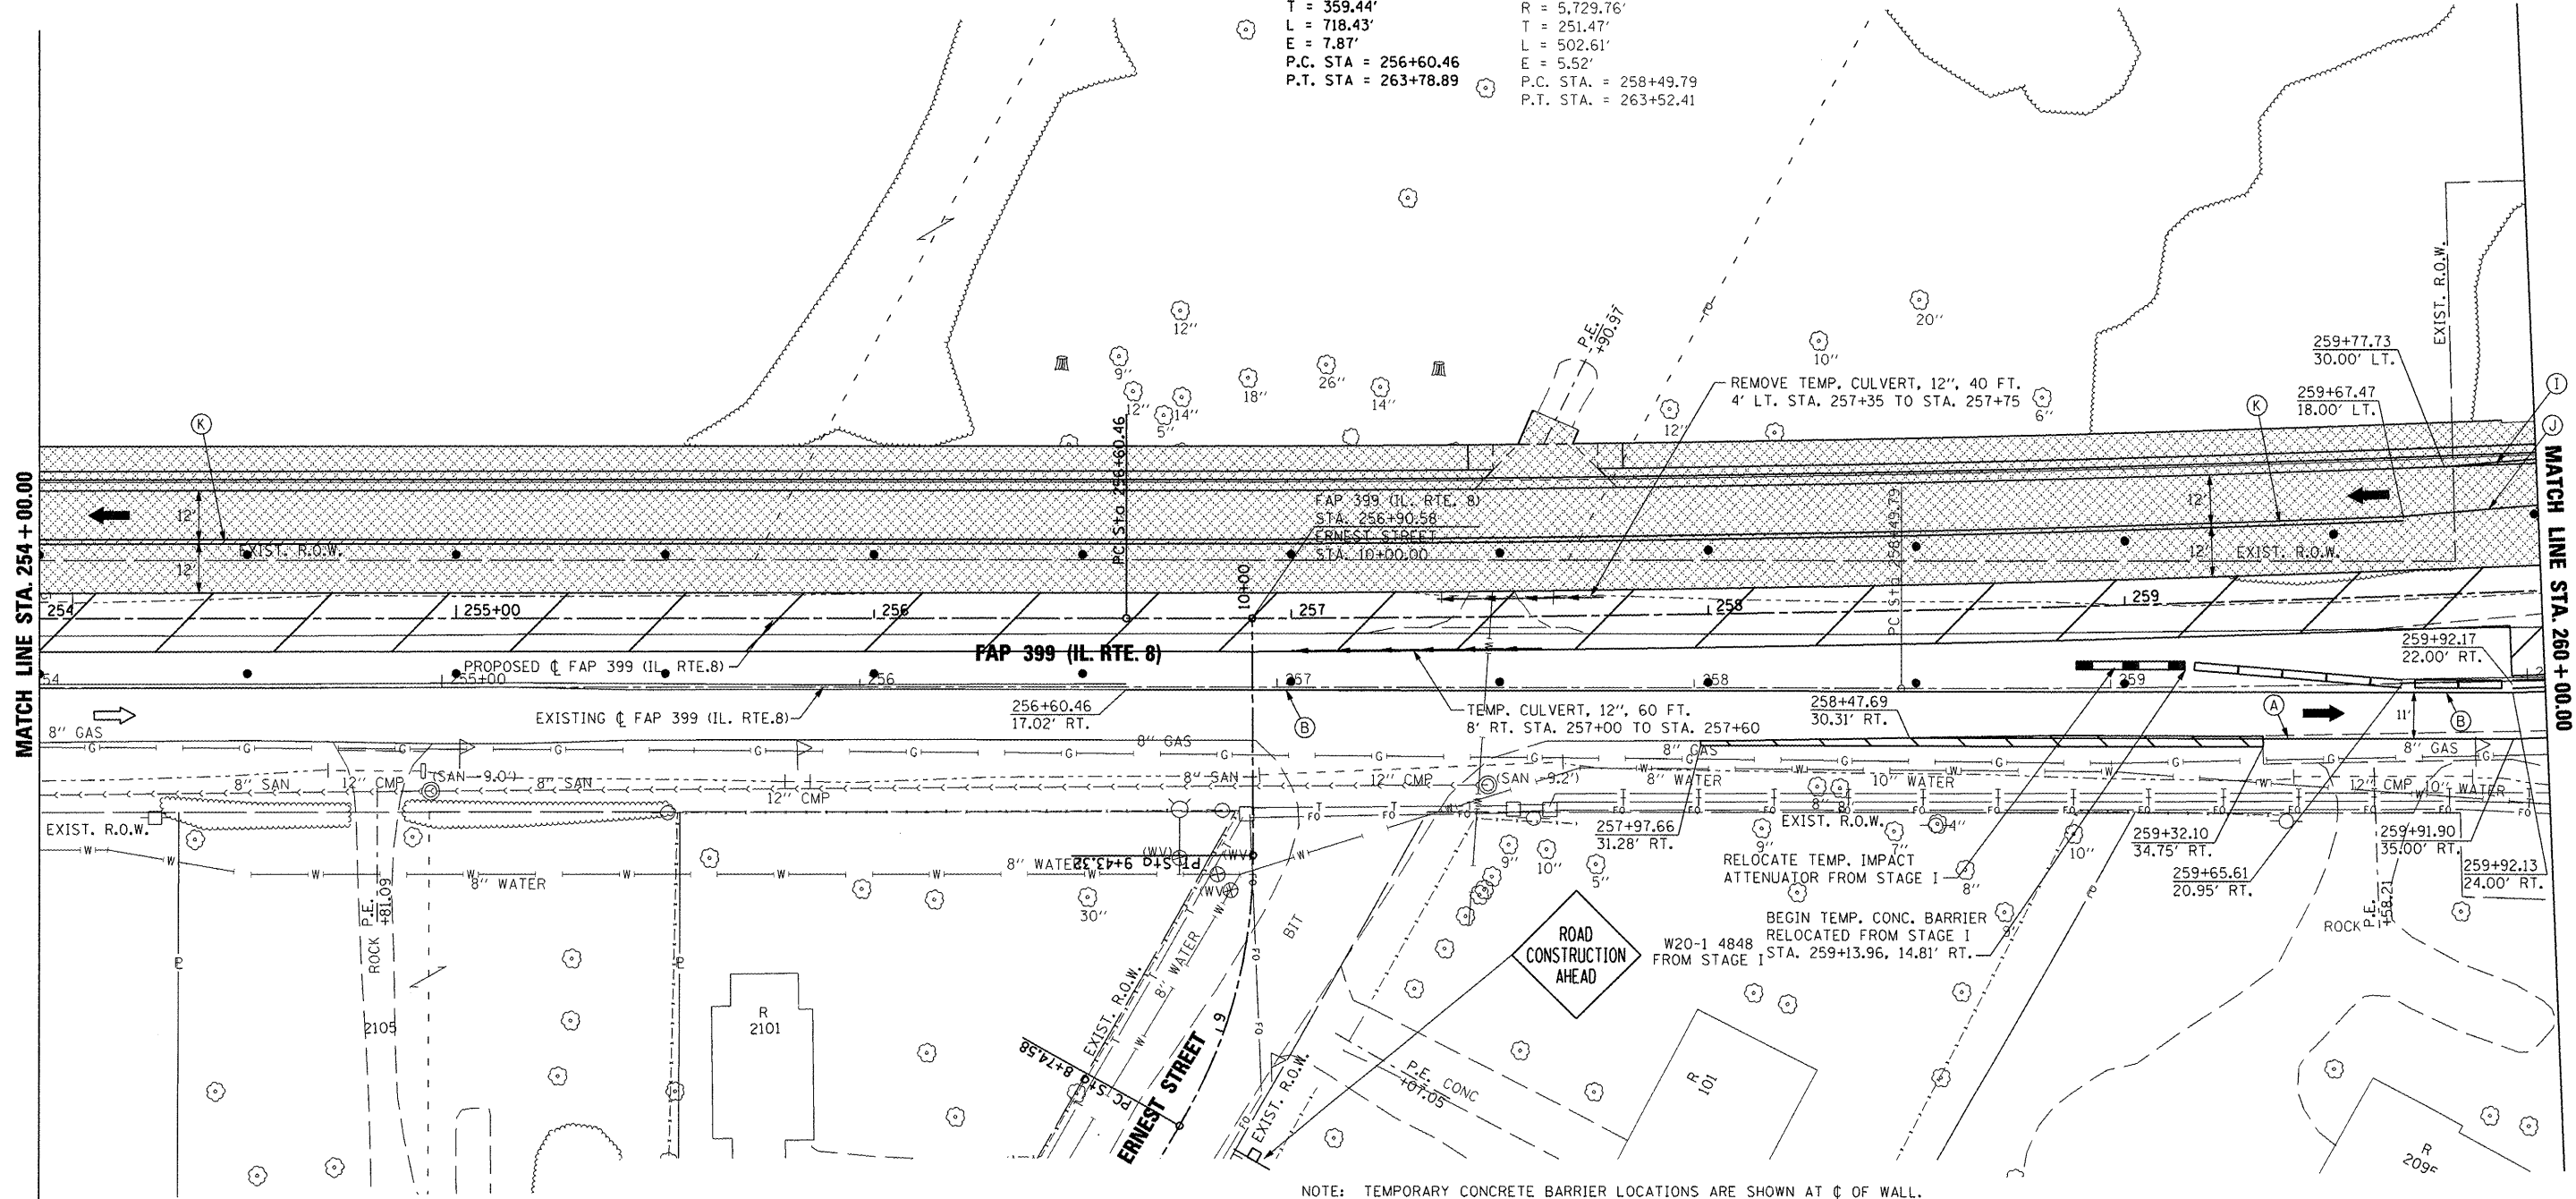 T = 359.44'
L = 718.43'
E = 7.87'
P.C. STA = 256+60.46
P.T. STA = 263+78.89
R = 5,729.76'
T = 251.47'
L = 502.61'
E = 5.52'
P.C. STA. = 258+49.79
P.T. STA. = 263+52.41
MATCH LINE STA. 254+00.00
MATCH LINE STA. 260+00.00
12"
9"
12"
14"
5"
18"
26"
14"
P.E.
+90.97
12"
10"
20"
6"
EXIST. R.O.W.
259+77.73
30.00' LT.
259+67.47
18.00' LT.
I
J
K
K
REMOVE TEMP. CULVERT, 12", 40 FT.
4' LT. STA. 257+35 TO STA. 257+75
PC Sta 256+60.46
FAP 399 (IL. RTE. 8)
STA. 256+90.58
ERNEST STREET
STA. 10+00.00
PC Sta 258+49.79
12'
12'
12'
12'
EXIST. R.O.W.
EXIST. R.O.W.
10+00
254
255+00
256
257
258
259
FAP 399 (IL. RTE. 8)
PROPOSED ℄ FAP 399 (IL. RTE.8)
54
255+00
256
257
258
259
EXISTING ℄ FAP 399 (IL. RTE.8)
256+60.46
17.02' RT.
B
TEMP. CULVERT, 12", 60 FT.
8' RT. STA. 257+00 TO STA. 257+60
258+47.69
30.31' RT.
A
11'
B
259+92.17
22.00' RT.
8" GAS
8" GAS
8" GAS
8" GAS
8" SAN
12" CMP
(SAN -9.0')
8" SAN
12" CMP
8" SAN
12" CMP
(SAN -9.2')
8" WATER
10" WATER
12" CMP
10" WATER
EXIST. R.O.W.
EXIST. R.O.W.
8" WATER
8" WATER
PT Sta 9+43.32
(WV)
(WV)
(WV)
30"
9"
10"
5"
8"
8"
9"
7"
4"
8"
10"
9"
257+97.66
31.28' RT.
259+32.10
34.75' RT.
259+65.61
20.95' RT.
259+91.90
35.00' RT.
259+92.13
24.00' RT.
RELOCATE TEMP. IMPACT
ATTENUATOR FROM STAGE I
BEGIN TEMP. CONC. BARRIER
RELOCATED FROM STAGE I
STA. 259+13.96, 14.81' RT.
ROAD
CONSTRUCTION
AHEAD
W20-1 4848
FROM STAGE I
ROCK P.E.
+81.09
2105
R
2101
EXIST. R.O.W.
8" WATER
BIT
PC Sta 8+74.58
ERNEST STREET
9
EXIST. R.O.W.
P.E. CONC
+07.05
R
101
ROCK P.E.
+58.21
R
NOTE: TEMPORARY CONCRETE BARRIER LOCATIONS ARE SHOWN AT ℄ OF WALL.